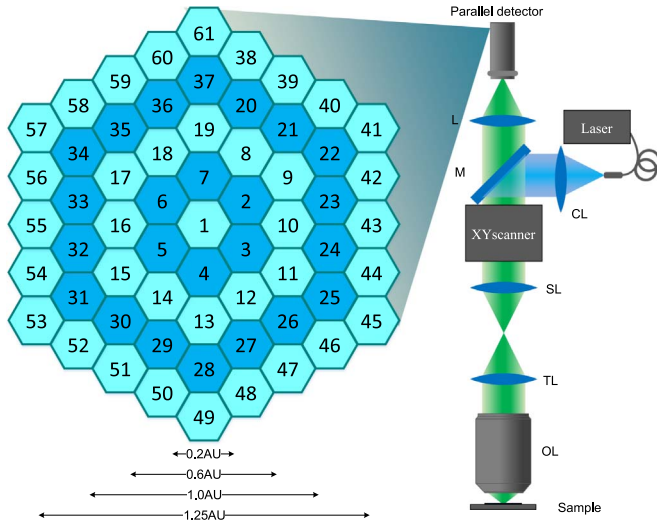 Parallel detector
61
60 38
59 37 39
58 36 20 40
57 35 19 21 41
34 18 8 22
56 17 7 9 42
33 6 2 23
55 16 1 10 43
32 5 3 24
54 15 4 11 44
31 14 12 25
53 30 13 26 45
52 29 27 46
51 28 47
50 48
49
0.2AU
0.6AU
1.0AU
1.25AU
L
Laser
M
CL
XYscanner
SL
TL
OL
Sample